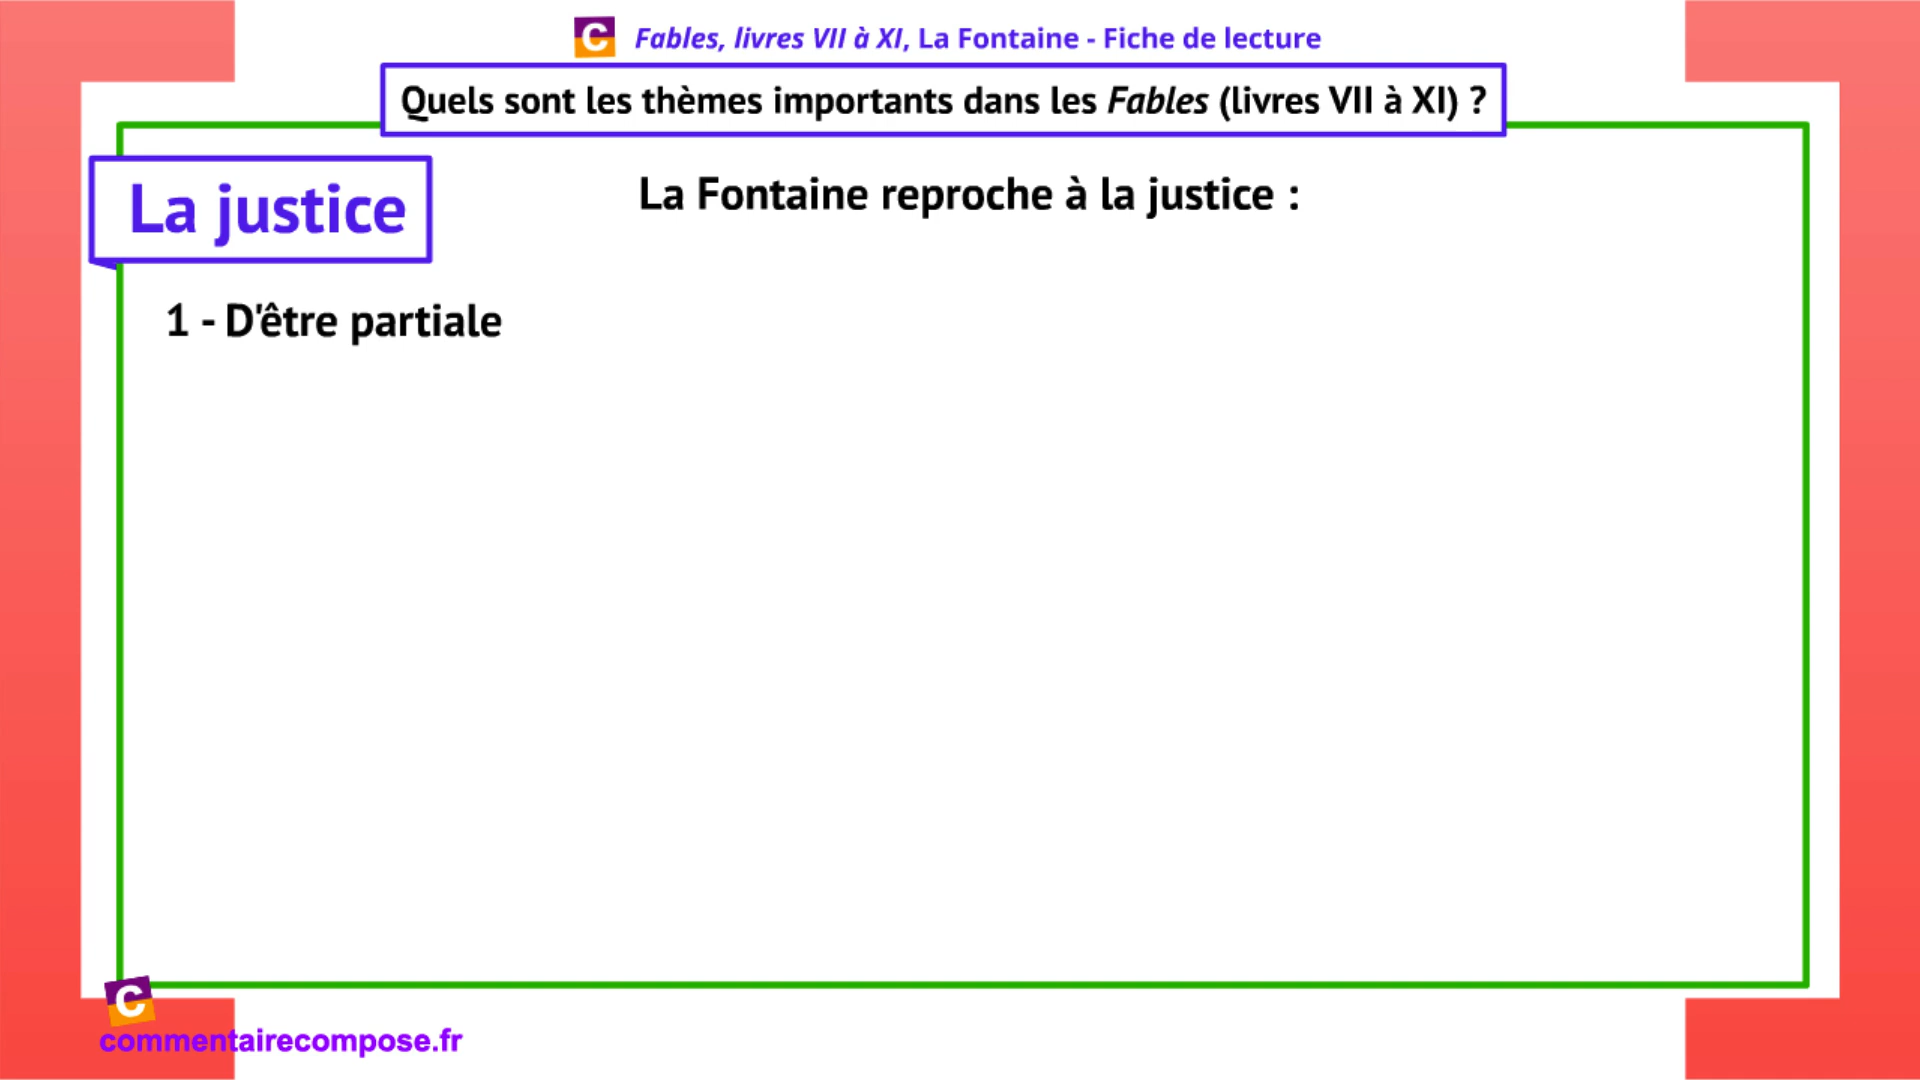 C Fables, livres VII à XI, La Fontaine - Fiche de lecture
Quels sont les thèmes importants dans les Fables (livres VII à XI) ?
La justice
La Fontaine reproche à la justice :
1 - D'être partiale
C
commentairecompose.fr